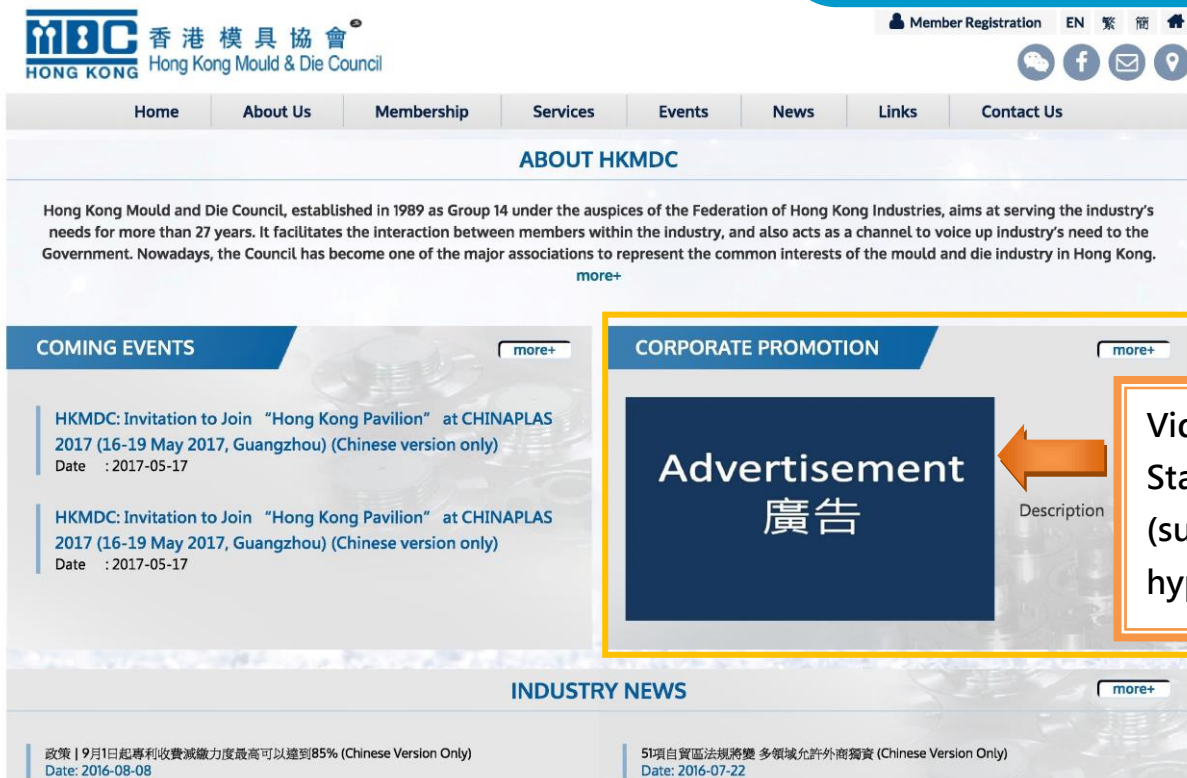 MDC
HONG KONG
香港模具協會
Hong Kong Mould & Die Council
Member Registration EN 繁 简
Home About Us Membership Services Events News Links Contact Us
ABOUT HKMDC
Hong Kong Mould and Die Council, established in 1989 as Group 14 under the auspices of the Federation of Hong Kong Industries, aims at serving the industry's
needs for more than 27 years. It facilitates the interaction between members within the industry, and also acts as a channel to voice up industry's need to the
Government. Nowadays, the Council has become one of the major associations to represent the common interests of the mould and die industry in Hong Kong.
more+
COMING EVENTS more+
HKMDC: Invitation to Join “Hong Kong Pavilion” at CHINAPLAS
2017 (16-19 May 2017, Guangzhou) (Chinese version only)
Date : 2017-05-17
HKMDC: Invitation to Join “Hong Kong Pavilion” at CHINAPLAS
2017 (16-19 May 2017, Guangzhou) (Chinese version only)
Date : 2017-05-17
CORPORATE PROMOTION more+
Advertisement
廣告
Description
(su
INDUSTRY NEWS more+
政策 | 9月1日起專利收費減繳力度最高可以達到85% (Chinese Version Only)
Date: 2016-08-08
51項自貿區法規將變 多領域允許外商獨資 (Chinese Version Only)
Date: 2016-07-22